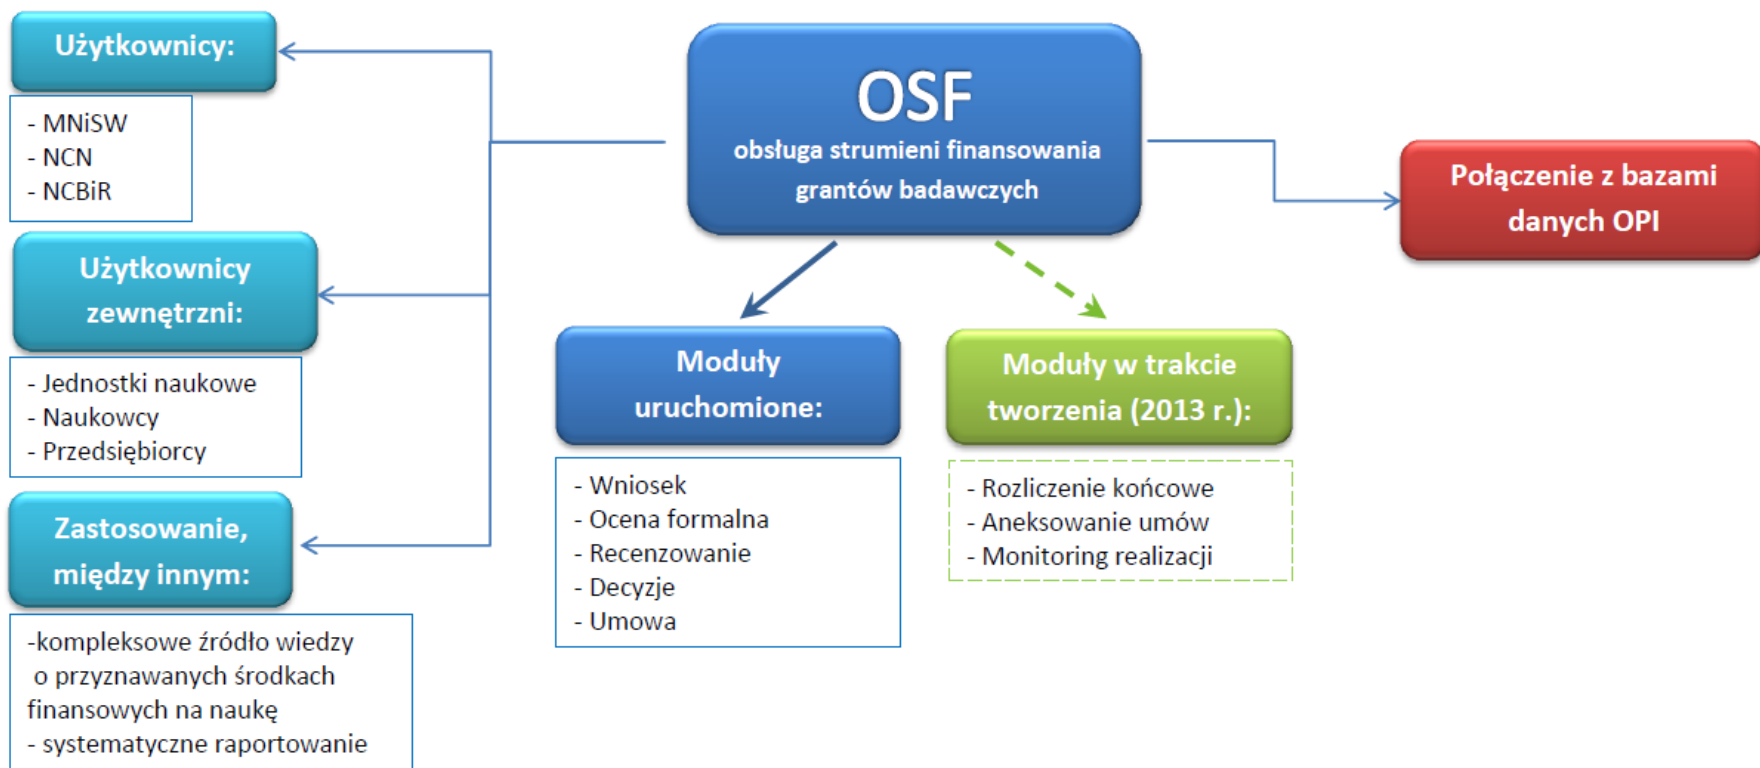 Użytkownicy:
- MNiSW
- NCN
- NCBiR
Użytkownicy
zewnętrzni:
- Jednostki naukowe
- Naukowcy
- Przedsiębiorcy
Zastosowanie,
między innym:
-kompleksowe źródło wiedzy
o przyznawanych środkach
finansowych na naukę
- systematyczne raportowanie
OSF
obsługa strumieni finansowania
grantów badawczych
Moduły
uruchomione:
- Wniosek
- Ocena formalna
- Recenzowanie
- Decyzje
- Umowa
Moduły w trakcie
tworzenia (2013 r.):
- Rozliczenie końcowe
- Aneksowanie umów
- Monitoring realizacji
Połączenie z bazami
danych OPI